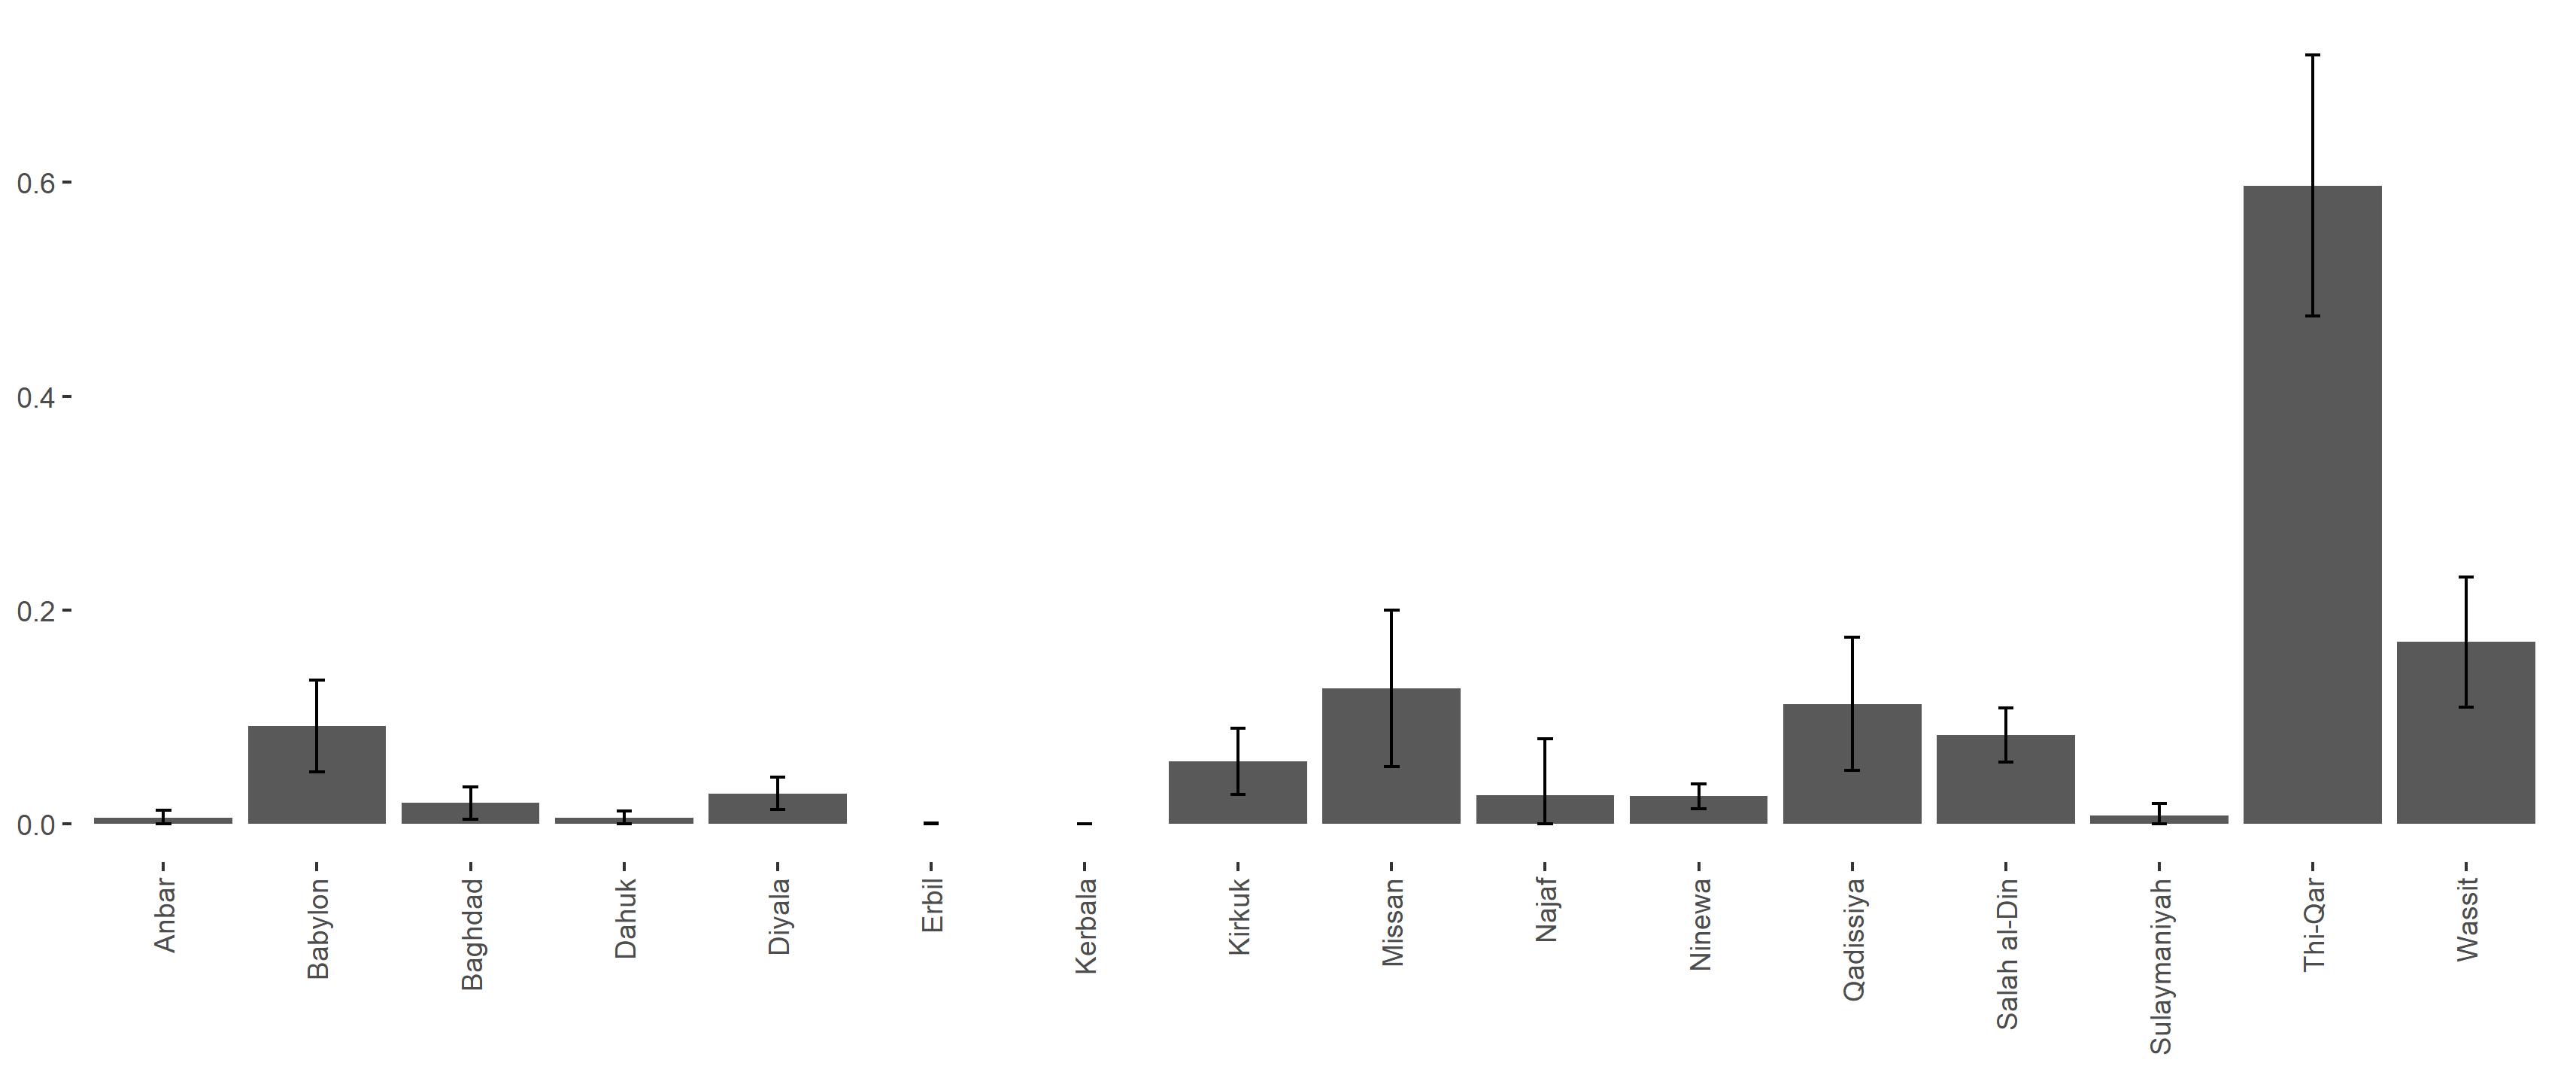 0.6
0.4
0.2
0.0
Anbar
Babylon
Baghdad
Dahuk
Diyala
Erbil
Kerbala
Kirkuk
Missan
Najaf
Ninewa
Qadissiya
Salah al-Din
Sulaymaniyah
Thi-Qar
Wassit